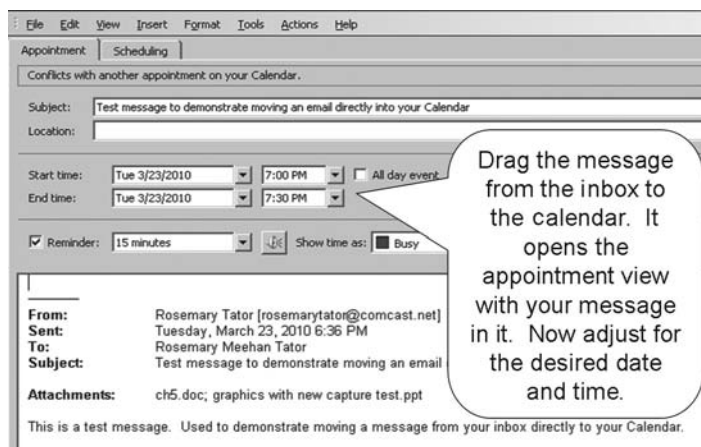 File Edit View Insert Format Tools Actions Help
Appointment Scheduling
Conflicts with another appointment on your Calendar.
Subject: Test message to demonstrate moving an email directly into your Calendar
Location:
Start time: Tue 3/23/2010 7:00 PM All day event
End time: Tue 3/23/2010 7:30 PM
Reminder: 15 minutes Show time as: Busy
Drag the message
from the inbox to
the calendar. It
opens the
appointment view
with your message
in it. Now adjust for
the desired date
and time.
From: Rosemary Tator [rosemarytator@comcast.net]
Sent: Tuesday, March 23, 2010 6:36 PM
To: Rosemary Meehan Tator
Subject: Test message to demonstrate moving an email
Attachments: ch5.doc; graphics with new capture test.ppt
This is a test message. Used to demonstrate moving a message from your inbox directly to your Calendar.